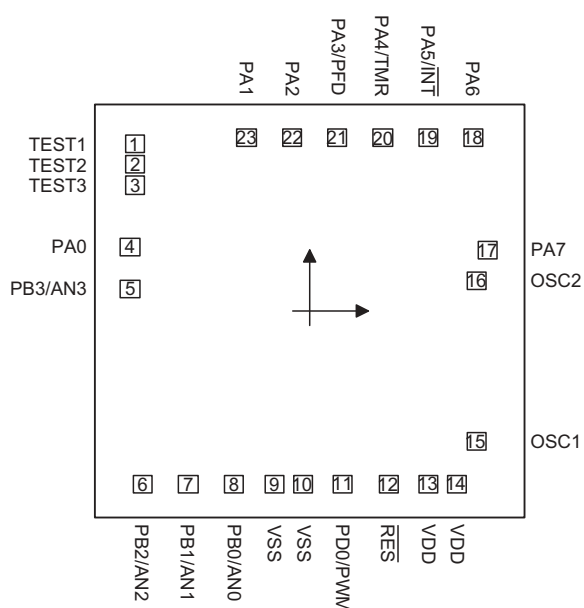 PA1
PA2
PA3/PFD
PA4/TMR
PA5/INT
PA6
23
22
21
20
19
18
TEST1
1
TEST2
2
TEST3
3
PA0
4
17
PA7
PB3/AN3
5
16
OSC2
15
OSC1
6
7
8
9
10
11
12
13
14
PB2/AN2
PB1/AN1
PB0/AN0
VSS
VSS
PD0/PWM
RES
VDD
VDD